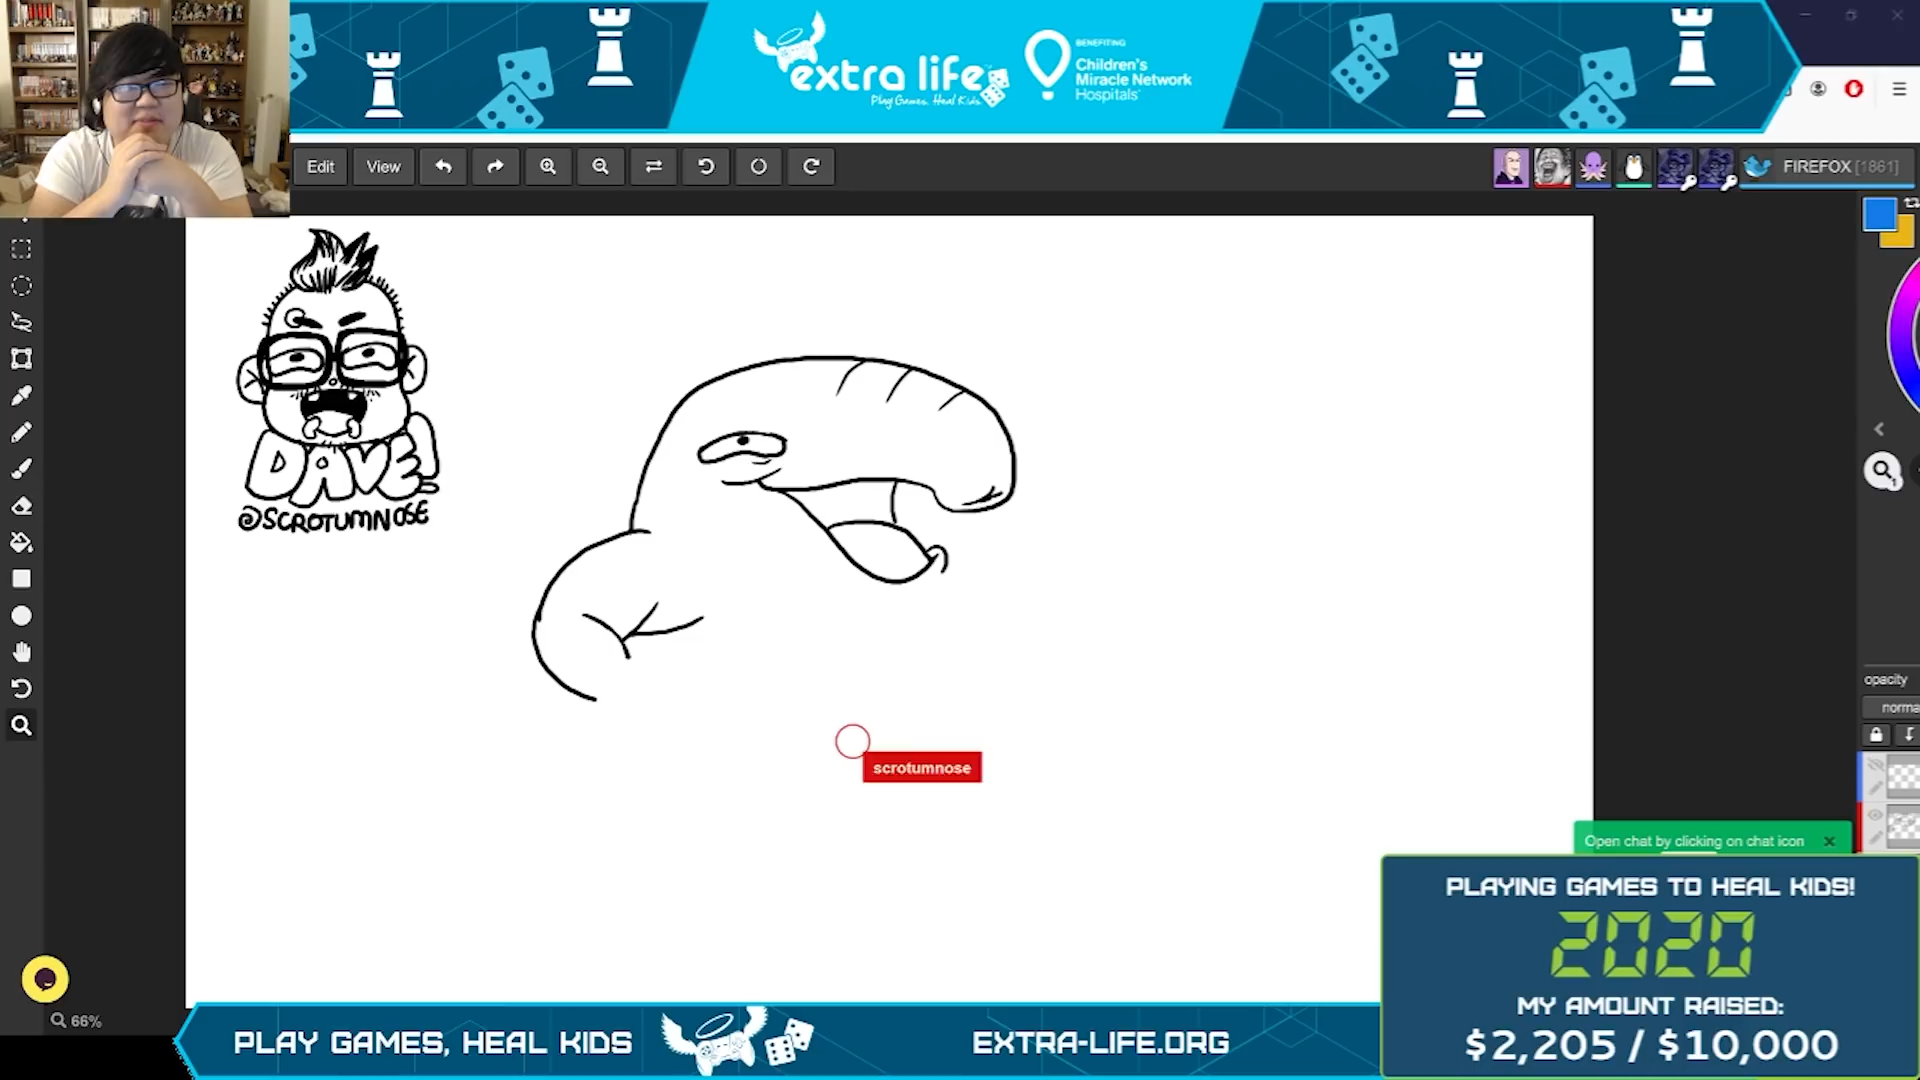 extra life
Play Games. Heal Kids.
BENEFITING
Children's
Miracle Network
Hospitals
Edit
View
FIREFOX [1861]
DAVE!
@SCROTUMNOSE
scrotumnose
opacity
norma
Open chat by clicking on chat icon
PLAYING GAMES TO HEAL KIDS!
2020
MY AMOUNT RAISED:
$2,205 / $10,000
66%
PLAY GAMES, HEAL KIDS
EXTRA-LIFE.ORG